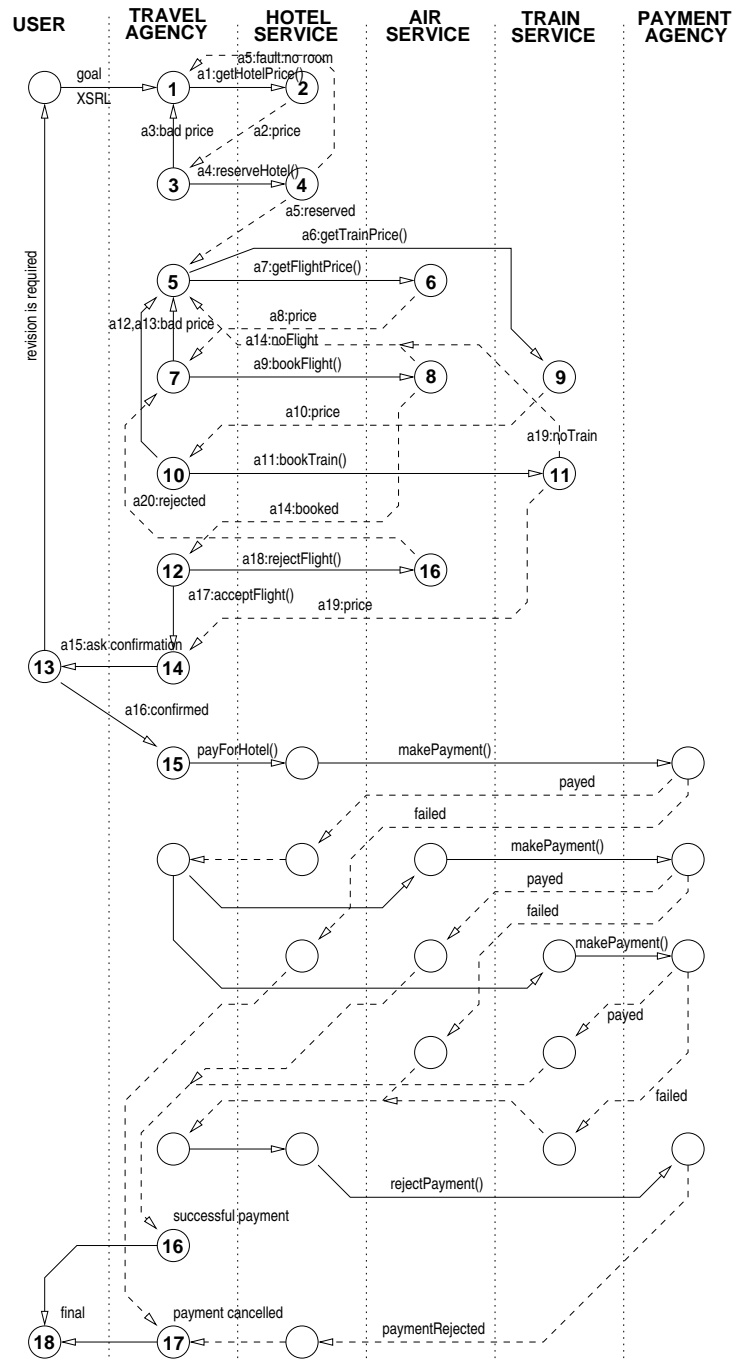 USER
TRAVEL
AGENCY
HOTEL
SERVICE
AIR
SERVICE
TRAIN
SERVICE
PAYMENT
AGENCY
a5:fault:no room
goal
a1:getHotelPrice()
1
2
XSRL
a3:bad price
a2:price
a4:reserveHotel()
3
4
a5:reserved
a6:getTrainPrice()
a7:getFlightPrice()
5
6
revision is required
a8:price
a12,a13:bad price
a14:noFlight
a9:bookFlight()
7
8
9
a10:price
a19:noTrain
a11:bookTrain()
10
11
a20:rejected
a14:booked
a18:rejectFlight()
12
16
a17:acceptFlight()
a19:price
a15:ask confirmation
13
14
a16:confirmed
payForHotel()
makePayment()
15
payed
failed
makePayment()
payed
failed
makePayment()
payed
failed
rejectPayment()
successful payment
16
final
payment cancelled
paymentRejected
18
17